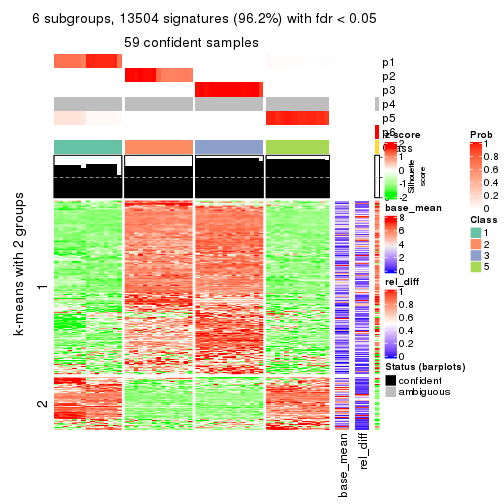 6 subgroups, 13504 signatures (96.2%) with fdr < 0.05
59 confident samples
p1
p2
p3
p4
p5
p6
Class
Silhouette
score
z-score
2
1
0
-1
-2
base_mean
8
6
4
2
0
rel_diff
1
0.8
0.6
0.4
0.2
0
Prob
1
0.8
0.6
0.4
0.2
0
Class
1
2
3
5
Status (barplots)
confident
ambiguous
k-means with 2 groups
1
2
base_mean
rel_diff